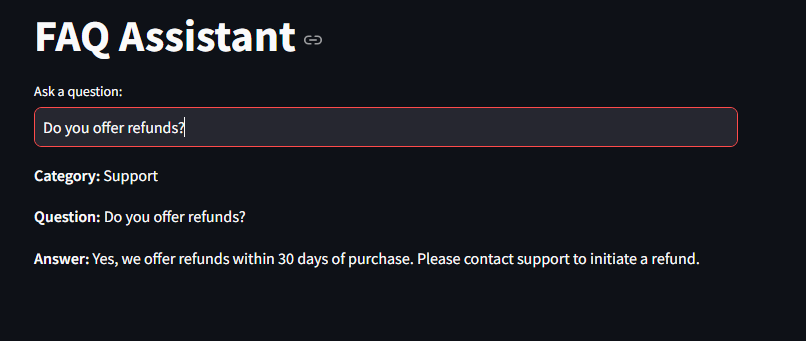 FAQ Assistant
Ask a question:
Do you offer refunds?
Category: Support
Question: Do you offer refunds?
Answer: Yes, we offer refunds within 30 days of purchase. Please contact support to initiate a refund.